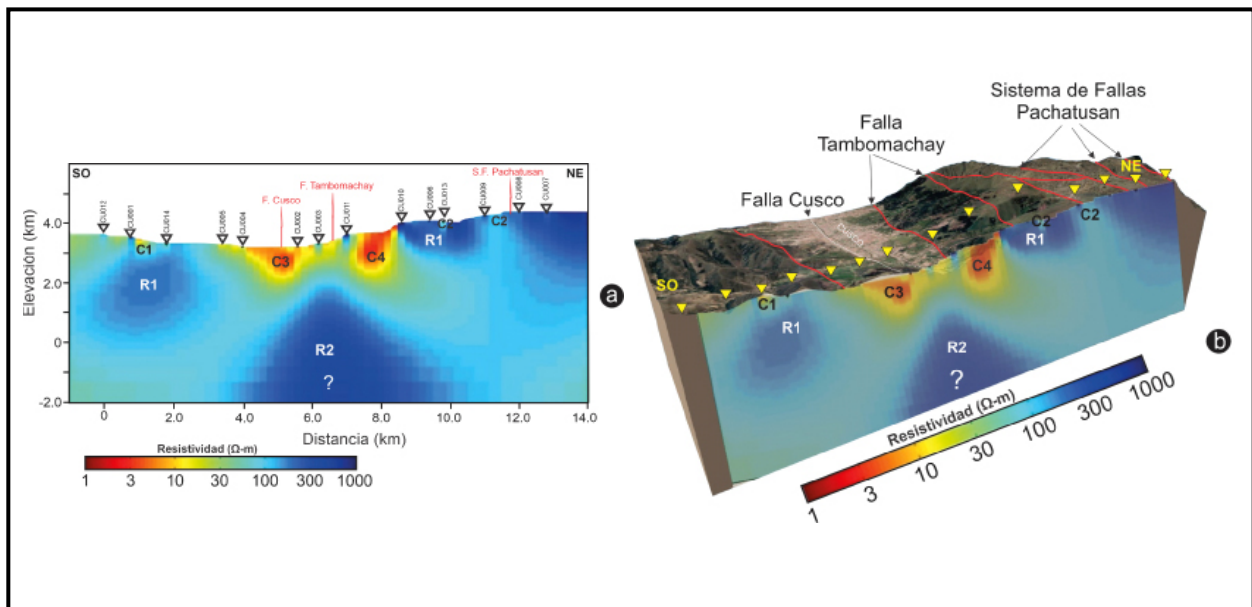 SO
NE
F. Cusco
F. Tambomachay
S.F. Pachatusan
CU012
CU001
CU014
CU005
CU004
CU002
CU003
CU011
CU010
CU006
CU013
CU009
CU008
CU007
Elevación (km)
4.0
2.0
0
-2.0
C1
R1
C3
C4
R1
C2
C2
R2
?
0
2.0
4.0
6.0
8.0
10.0
12.0
14.0
Distancia (km)
Resistividad (Ω-m)
1
3
10
30
100
300
1000
a
Sistema de Fallas
Pachatusan
Falla
Tambomachay
Falla Cusco
NE
SO
Cusco
C1
R1
C3
C4
R1
C2
C2
R2
?
b
Resistividad (Ω-m)
1
3
10
30
100
300
1000